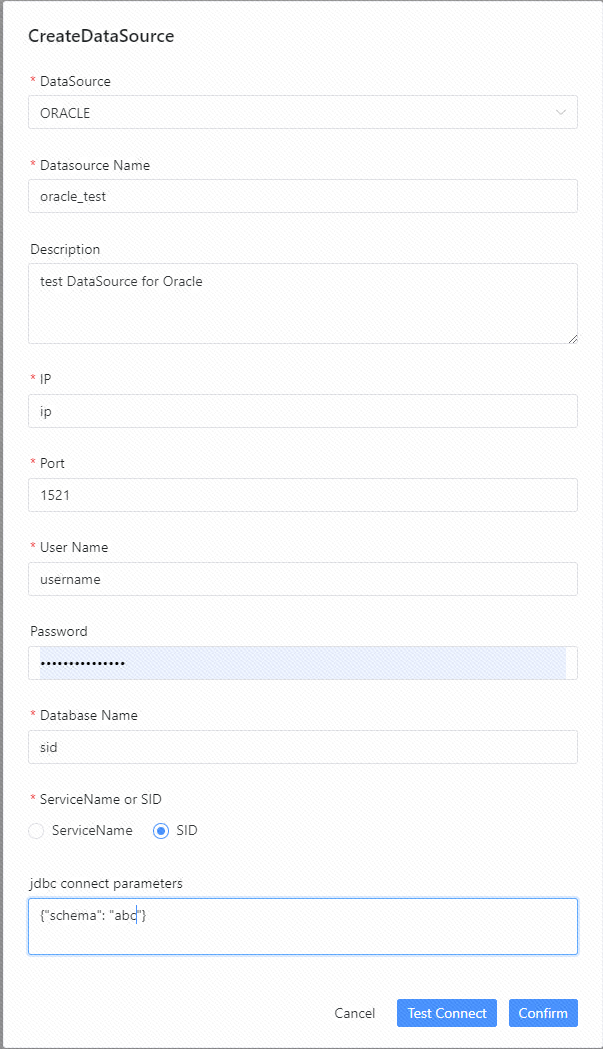 CreateDataSource
* DataSource
ORACLE
* Datasource Name
oracle_test
Description
test DataSource for Oracle
* IP
ip
* Port
1521
* User Name
username
Password
•••••••••••••••
* Database Name
sid
* ServiceName or SID
ServiceName SID
jdbc connect parameters
{"schema": "abc"}
Cancel Test Connect Confirm